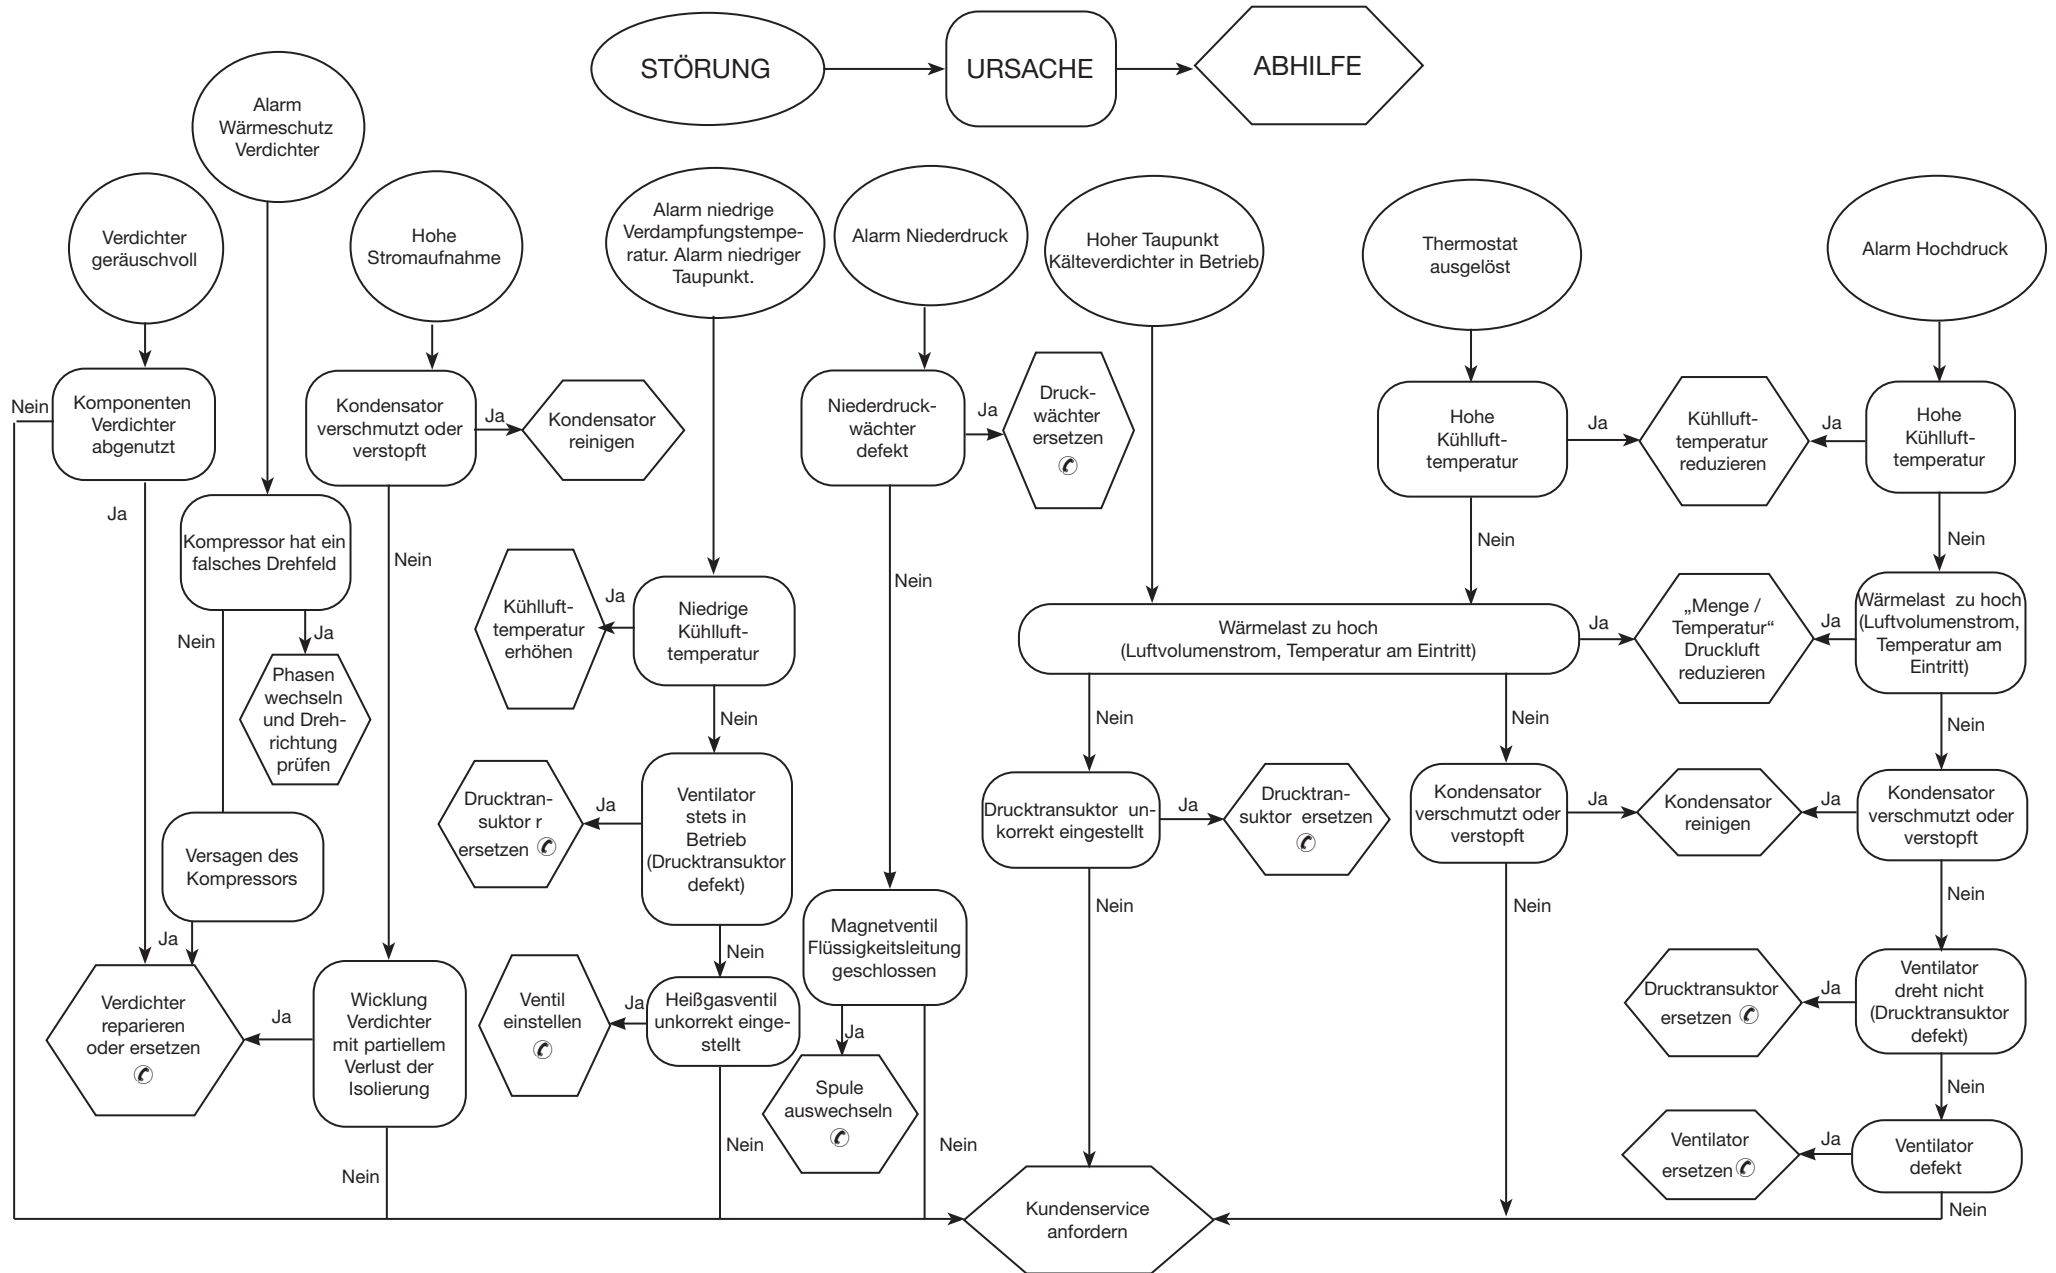 STÖRUNG
URSACHE
ABHILFE
Alarm
Wärmeschutz
Verdichter
Verdichter
geräuschvoll
Hohe
Stromaufnahme
Alarm niedrige
Verdampfungstempe-
ratur. Alarm niedriger
Taupunkt.
Alarm Niederdruck
Hoher Taupunkt
Kälteverdichter in Betrieb
Thermostat
ausgelöst
Alarm Hochdruck
Nein
Komponenten
Verdichter
abgenutzt
Ja
Kondensator
verschmutzt oder
verstopft
Ja
Kondensator
reinigen
Niederdruck-
wächter
defekt
Ja
Druck-
wächter
ersetzen
Hohe
Kühlluft-
temperatur
Ja
Kühlluft-
temperatur
reduzieren
Ja
Hohe
Kühlluft-
temperatur
Kompressor hat ein
falsches Drehfeld
Nein
Ja
Phasen
wechseln
und Dreh-
richtung
prüfen
Nein
Kühlluft-
temperatur
erhöhen
Ja
Niedrige
Kühlluft-
temperatur
Nein
Nein
Nein
Wärmelast zu hoch
(Luftvolumenstrom, Temperatur am Eintritt)
Ja
„Menge /
Temperatur“
Druckluft
reduzieren
Ja
Wärmelast  zu hoch
(Luftvolumenstrom,
Temperatur am
Eintritt)
Nein
Nein
Nein
Nein
Versagen des
Kompressors
Ja
Drucktran-
suktor r
ersetzen
Ja
Ventilator
stets in
Betrieb
(Drucktransuktor
defekt)
Drucktransuktor  un-
korrekt eingestellt
Ja
Drucktran-
suktor  ersetzen
Kondensator
verschmutzt oder
verstopft
Ja
Kondensator
reinigen
Ja
Kondensator
verschmutzt oder
verstopft
Nein
Nein
Nein
Nein
Verdichter
reparieren
oder ersetzen
Ja
Wicklung
Verdichter
mit partiellem
Verlust der
Isolierung
Ventil
einstellen
Ja
Heißgasventil
unkorrekt einge-
stellt
Magnetventil
Flüssigkeitsleitung
geschlossen
Ja
Spule
auswechseln
Drucktransuktor
ersetzen
Ja
Ventilator
dreht nicht
(Drucktransuktor
defekt)
Nein
Ventilator
ersetzen
Ja
Ventilator
defekt
Nein
Nein
Nein
Nein
Kundenservice
anfordern